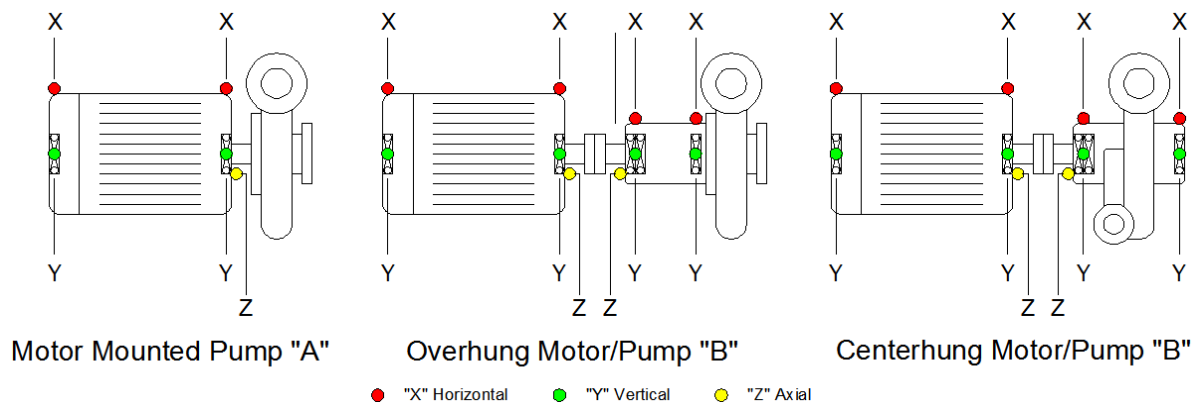 X X X X X X X X X X
Y Y Y Y Y Y Y Y Y Y
Z Z Z Z Z
Motor Mounted Pump "A" Overhung Motor/Pump "B" Centerhung Motor/Pump "B"
"X" Horizontal "Y" Vertical "Z" Axial